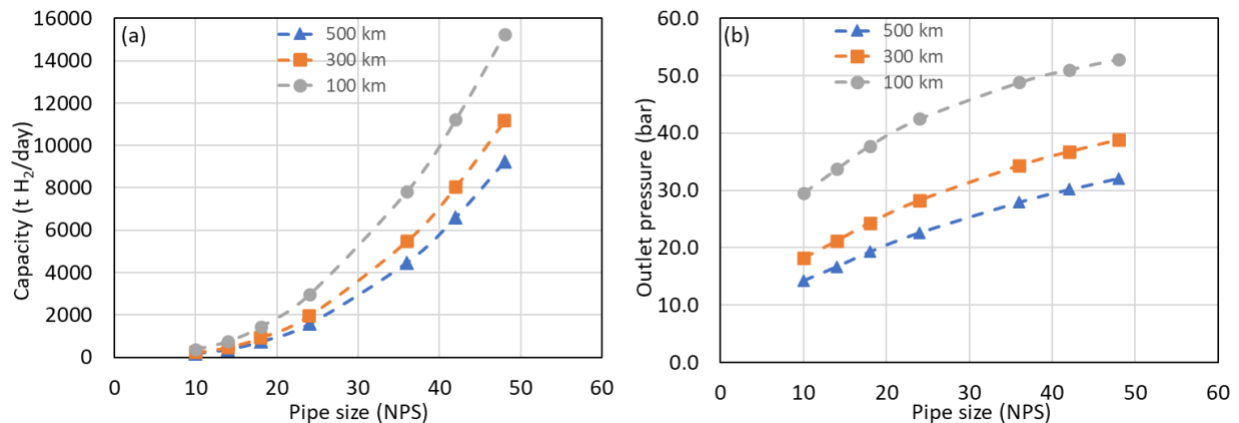 (a)
500 km
300 km
100 km
Capacity (t H₂/day)
16000
14000
12000
10000
8000
6000
4000
2000
0
0 10 20 30 40 50 60
Pipe size (NPS)
(b)
500 km
300 km
100 km
Outlet pressure (bar)
60.0
50.0
40.0
30.0
20.0
10.0
0.0
0 10 20 30 40 50 60
Pipe size (NPS)